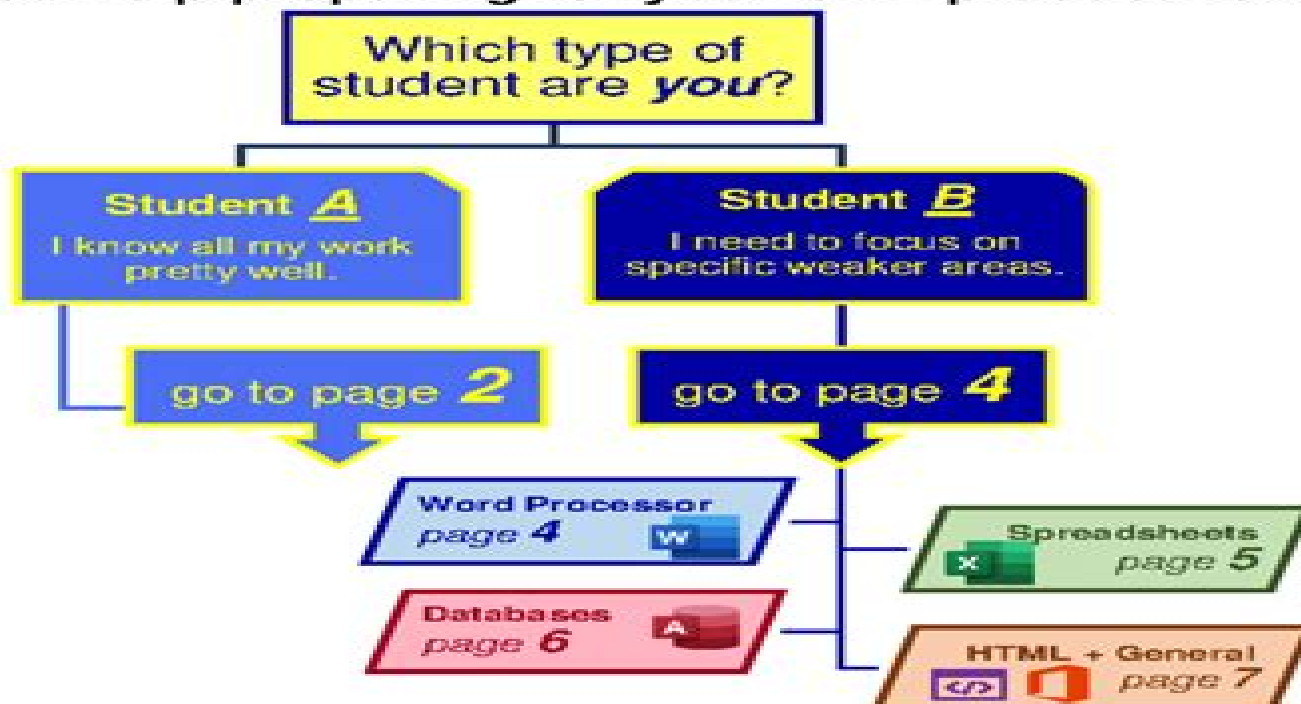 Which type of
student are you?
Student A
I know all my work
pretty well.
Student B
I need to focus on
specific weaker areas.
go to page 2
go to page 4
Word Processor
page 4
W
Spreadsheets
page 5
X
Databases
page 6
A
HTML + General
page 7